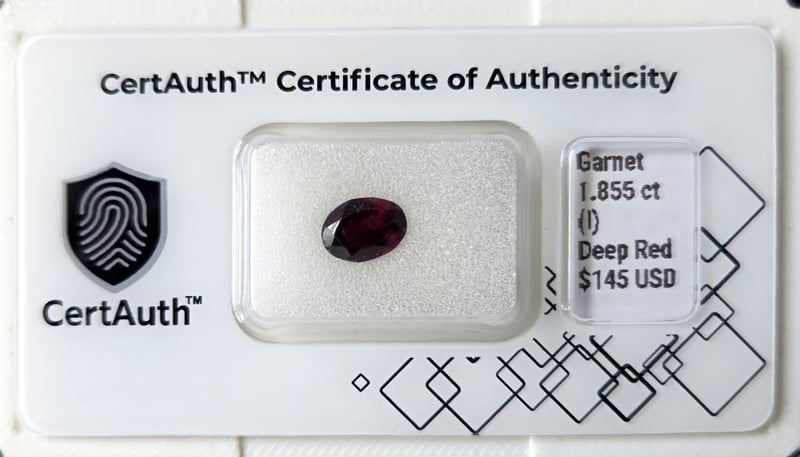 CertAuth™ Certificate of Authenticity
CertAuth™
Garnet
1.855 ct
(I)
Deep Red
$145 USD